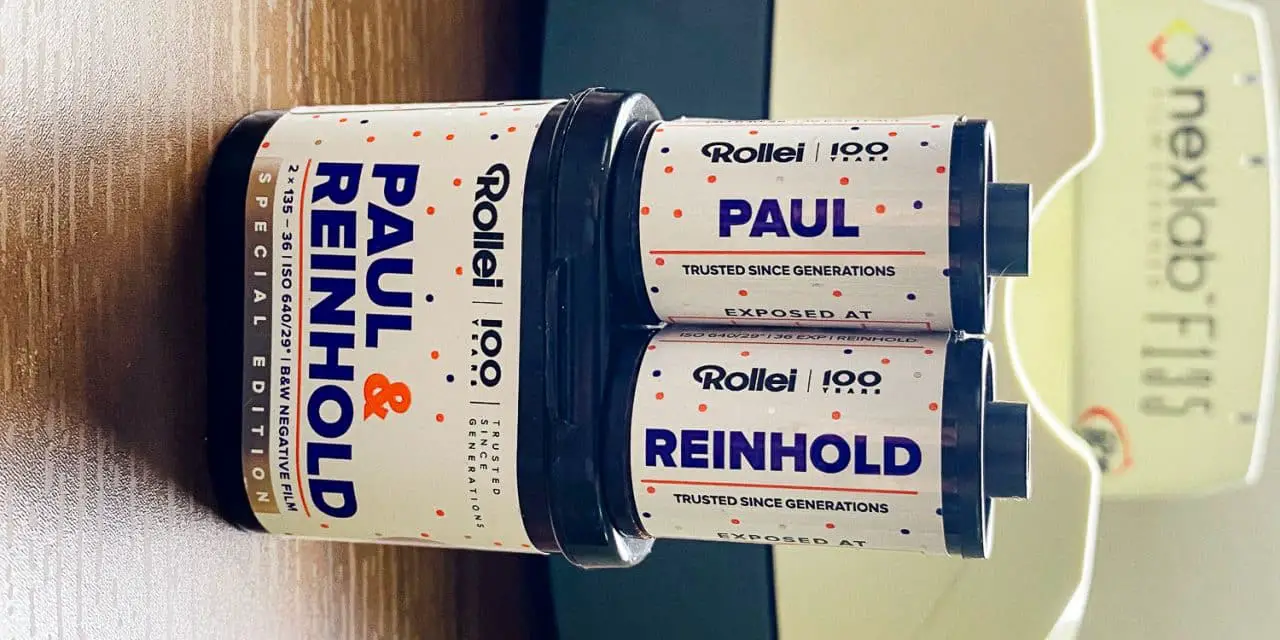 Rollei | 100 YEARS | TRUSTED SINCE GENERATIONS
PAUL &
REINHOLD
2 × 135 – 36 | ISO 640/29° | B&W NEGATIVE FILM
SPECIAL EDITION
Rollei | 100 YEARS
PAUL
TRUSTED SINCE GENERATIONS
EXPOSED AT
ISO 640/29° | 36 EXP | REINHOLD
Rollei | 100 YEARS
REINHOLD
TRUSTED SINCE GENERATIONS
EXPOSED AT
nexlab